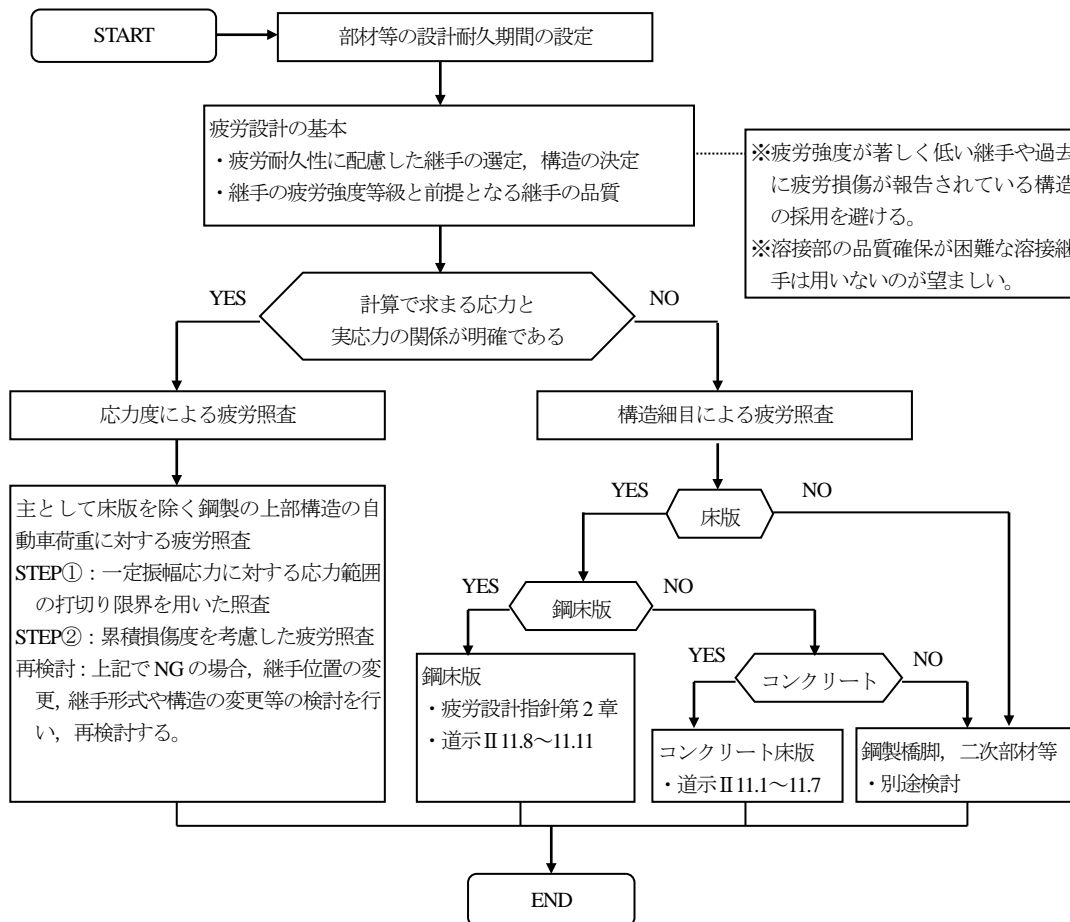 START
部材等の設計耐久期間の設定
疲労設計の基本
・疲労耐久性に配慮した継手の選定，構造の決定
・継手の疲労強度等級と前提となる継手の品質
※疲労強度が著しく低い継手や過去
に疲労損傷が報告されている構造
の採用を避ける。
※溶接部の品質確保が困難な溶接継
手は用いないのが望ましい。
YES
計算で求まる応力と
実応力の関係が明確である
NO
応力度による疲労照査
構造細目による疲労照査
主として床版を除く鋼製の上部構造の自
動車荷重に対する疲労照査
STEP①：一定振幅応力に対する応力範囲
の打切り限界を用いた照査
STEP②：累積損傷度を考慮した疲労照査
再検討：上記で NG の場合，継手位置の変
更，継手形式や構造の変更等の検討を行
い，再検討する。
YES
床版
NO
YES
鋼床版
NO
YES
コンクリート
NO
鋼床版
・疲労設計指針第 2 章
・道示Ⅱ11.8～11.11
コンクリート床版
・道示Ⅱ11.1～11.7
鋼製橋脚，二次部材等
・別途検討
END